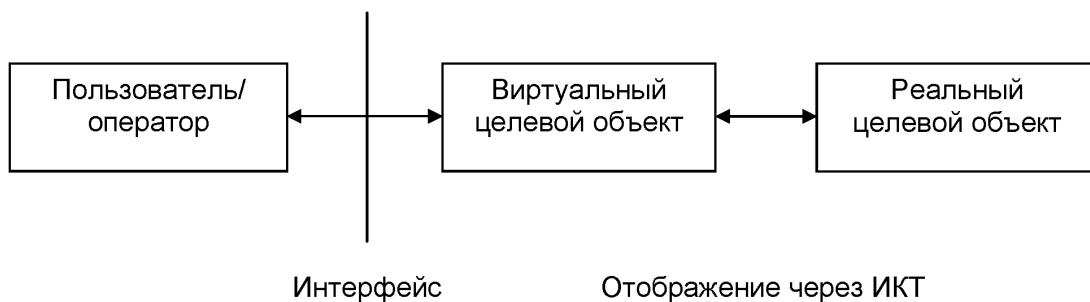 Пользователь/
оператор
Виртуальный
целевой объект
Реальный
целевой объект
Интерфейс
Отображение через ИКТ